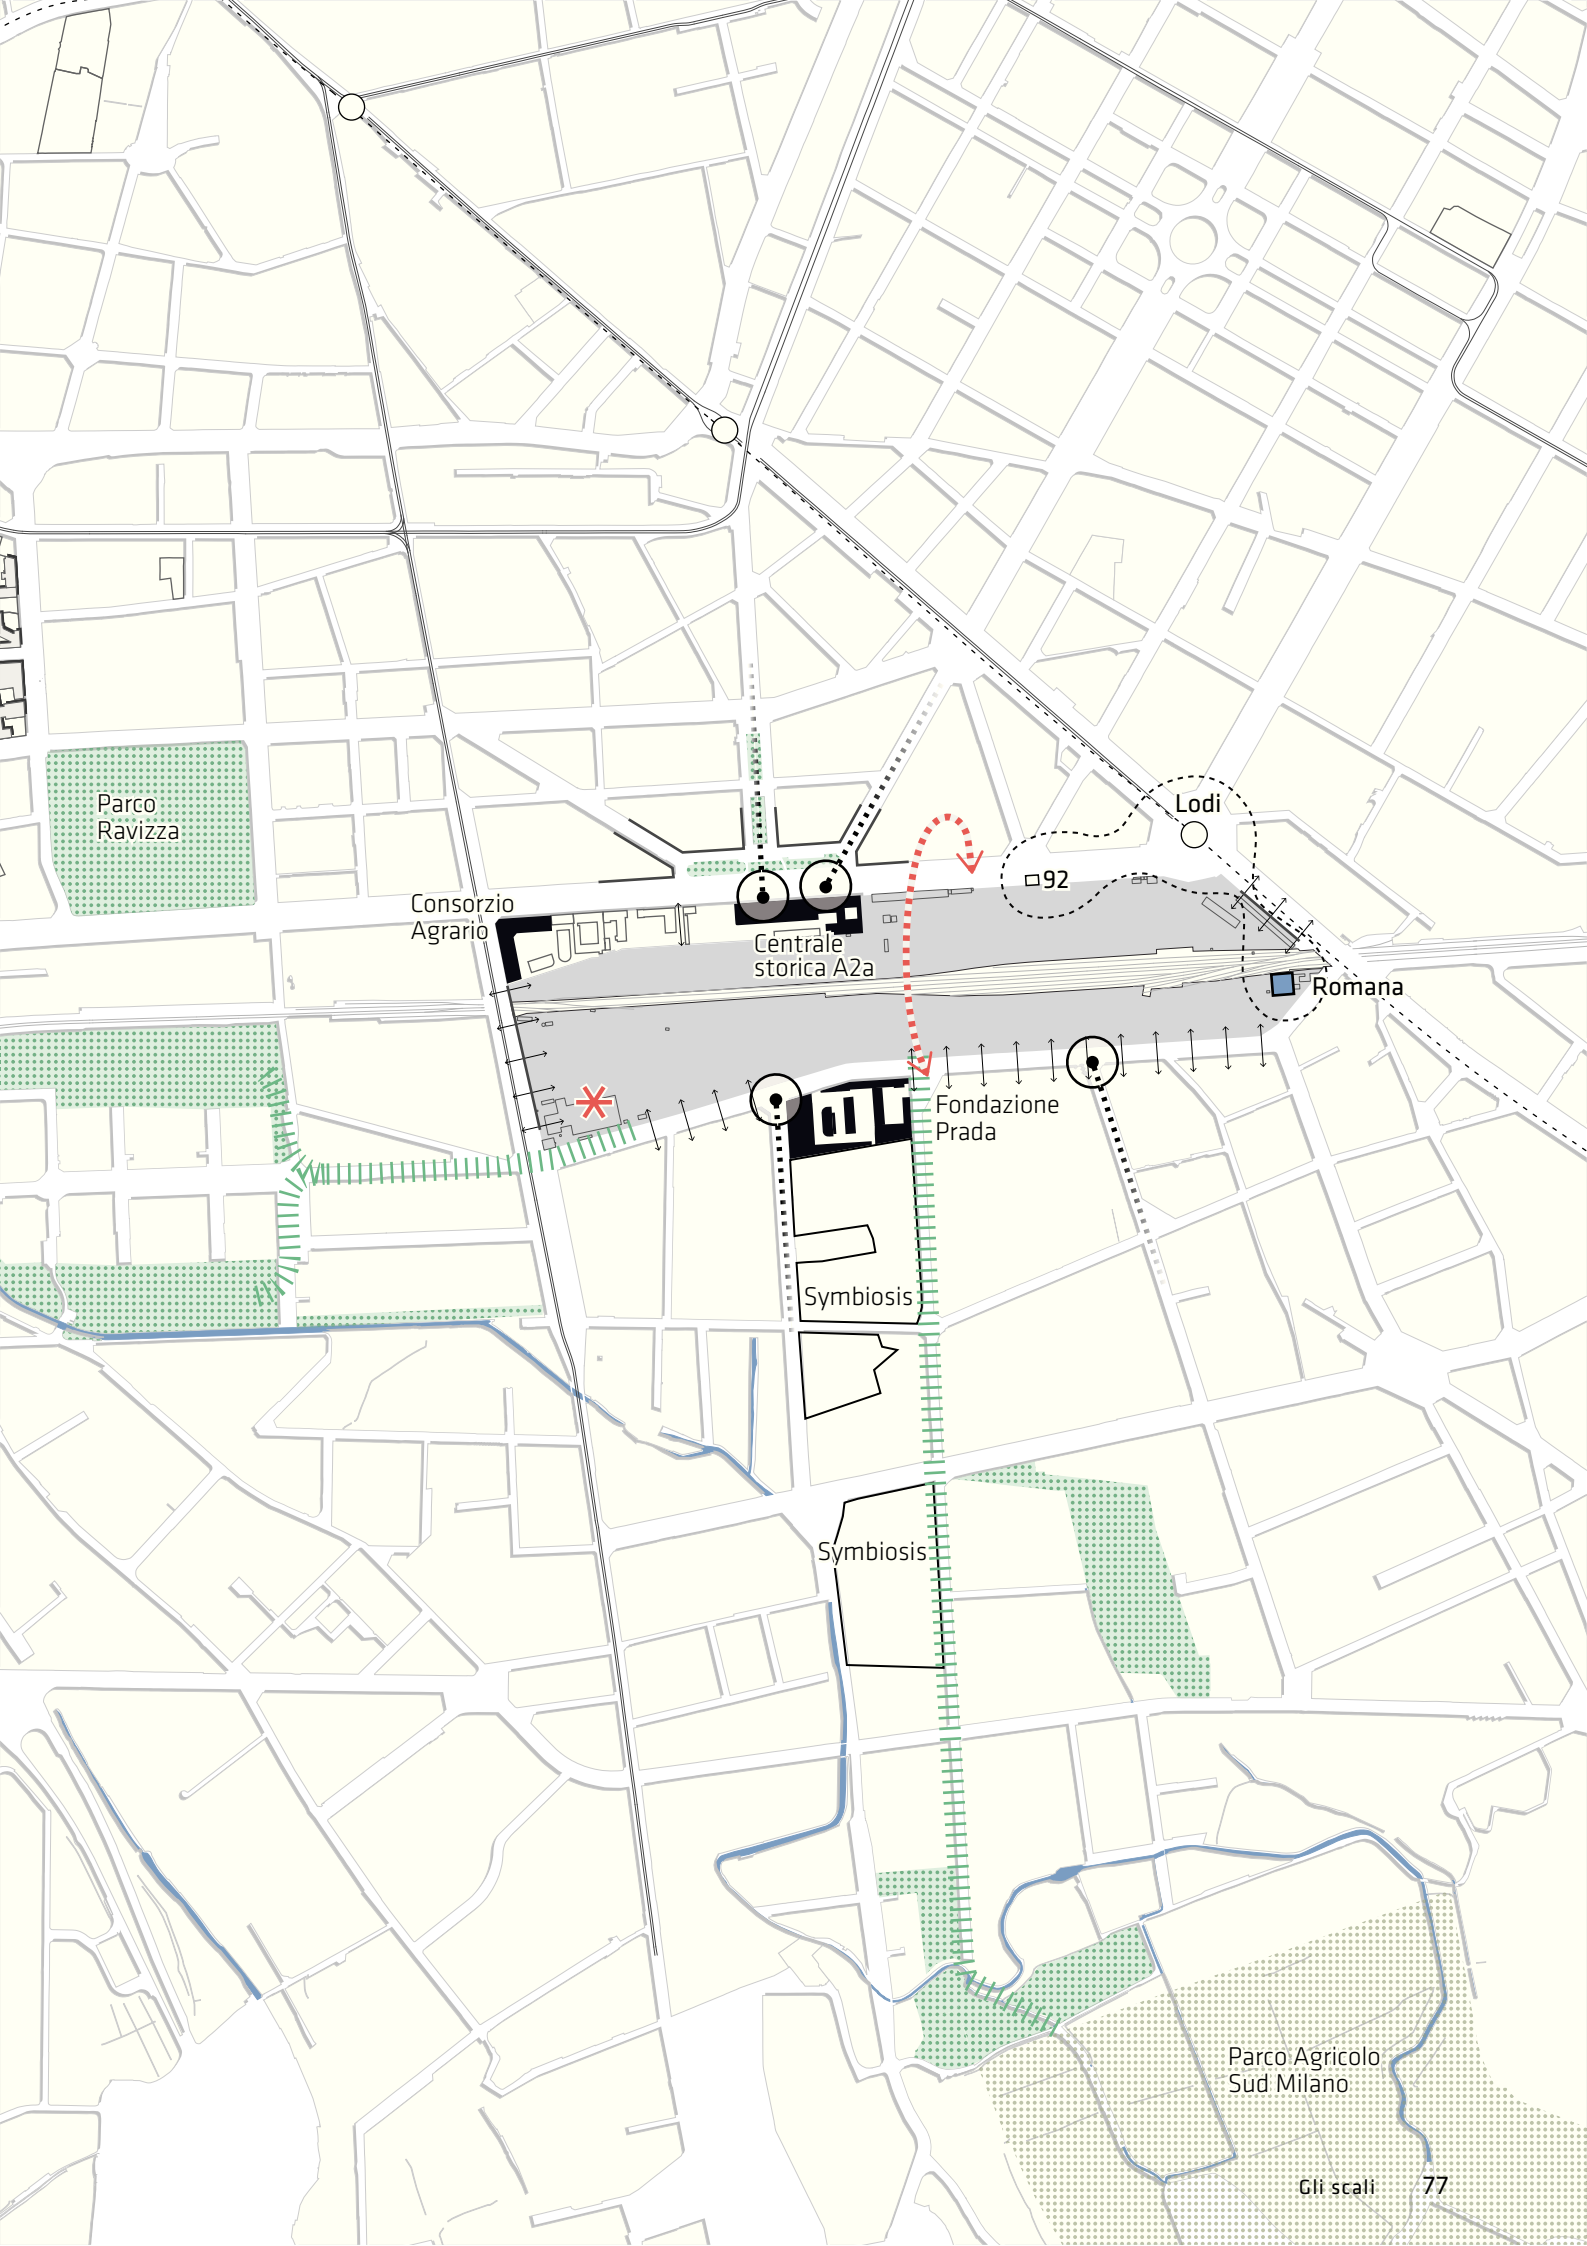 Parco
Ravizza
Lodi
92
Consorzio
Agrario
Centrale
storica A2a
Romana
Fondazione
Prada
Symbiosis
Symbiosis
Parco Agricolo
Sud Milano
Gli scali 77